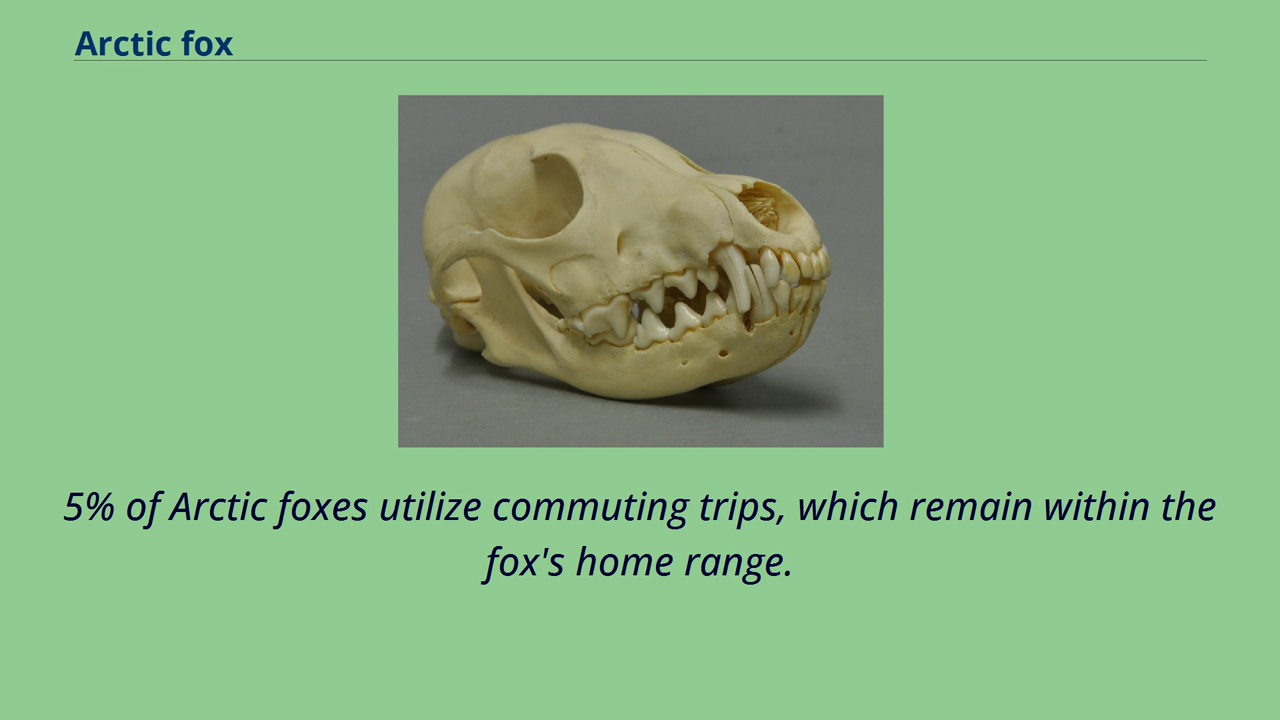 Arctic fox
5% of Arctic foxes utilize commuting trips, which remain within the
fox's home range.